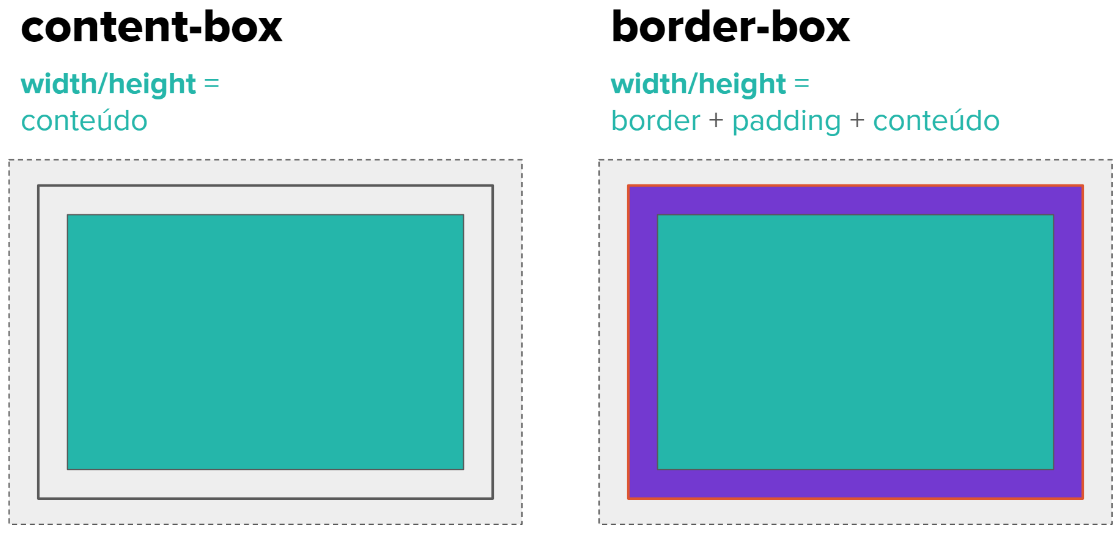 content-box
width/height =
conteúdo
border-box
width/height =
border + padding + conteúdo